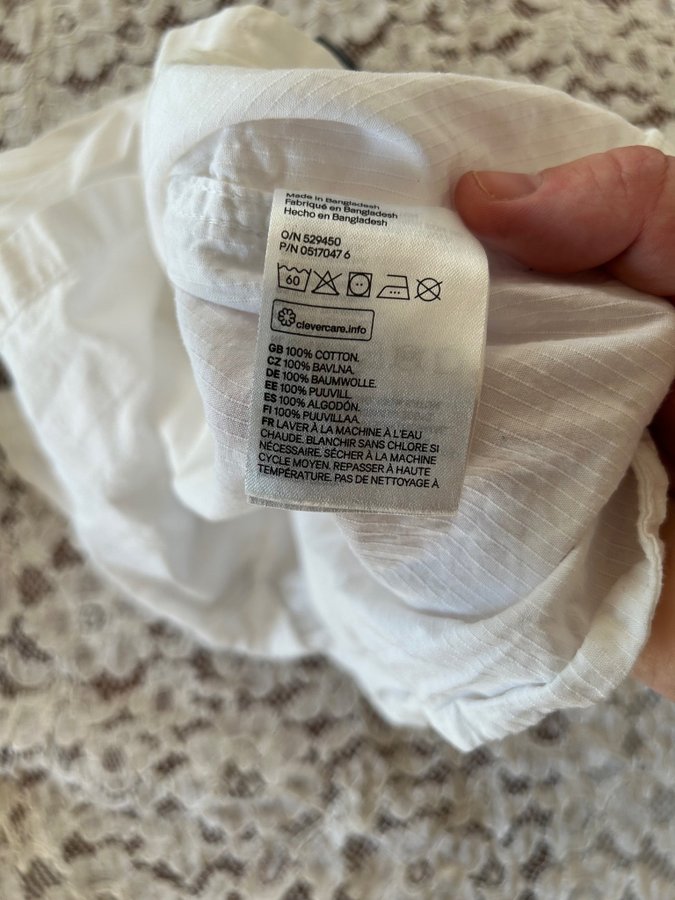 Made in Bangladesh
Fabriqué en Bangladesh
Hecho en Bangladesh
O/N 529450
P/N 0517047 6
60
clevercare.info
GB 100% COTTON.
CZ 100% BAVLNA.
DE 100% BAUMWOLLE.
EE 100% PUUVILL.
ES 100% ALGODÓN.
FI 100% PUUVILLAA.
FR LAVER À LA MACHINE À L'EAU
CHAUDE. BLANCHIR SANS CHLORE SI
NÉCESSAIRE. SÉCHER À LA MACHINE
CYCLE MOYEN. REPASSER À HAUTE
TEMPÉRATURE. PAS DE NETTOYAGE À